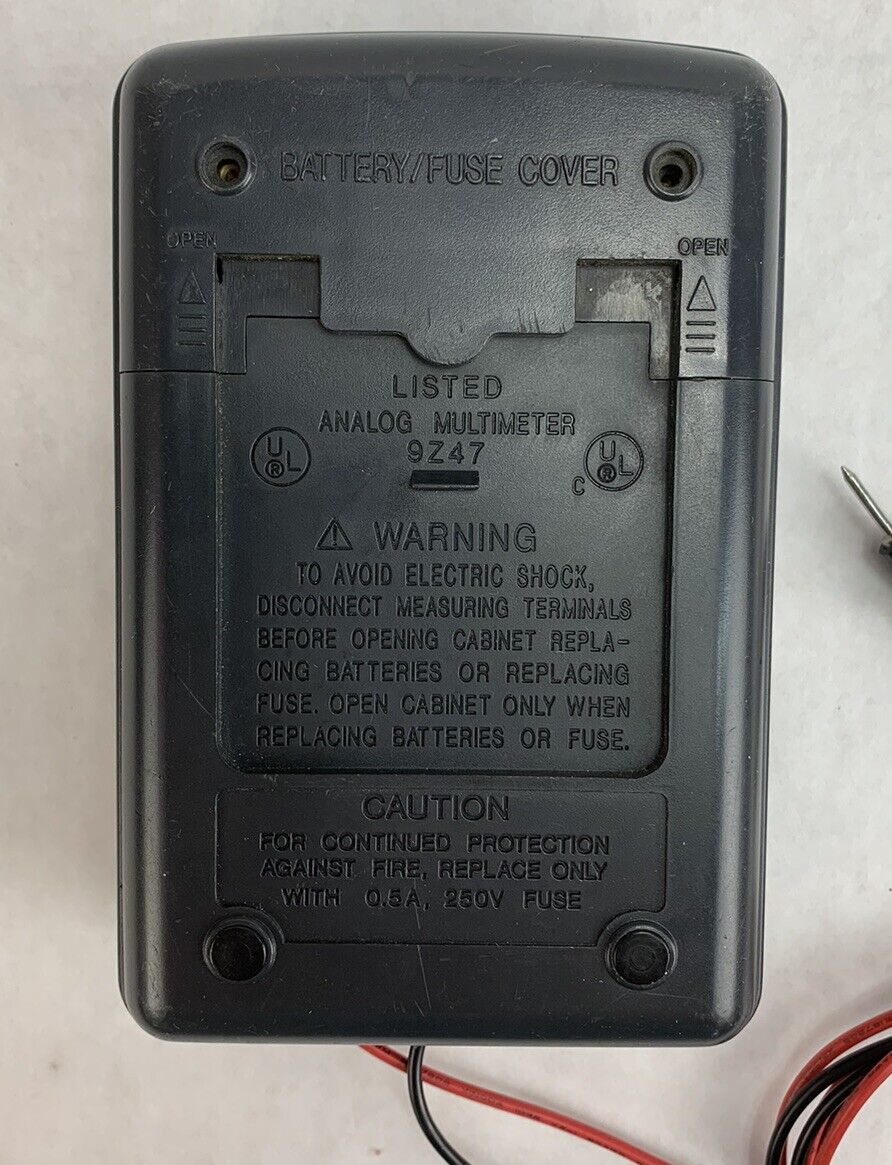 BATTERY/FUSE COVER
OPEN OPEN
LISTED
ANALOG MULTIMETER
9Z47
UL ® C UL ®
⚠ WARNING
TO AVOID ELECTRIC SHOCK,
DISCONNECT MEASURING TERMINALS
BEFORE OPENING CABINET REPLA-
CING BATTERIES OR REPLACING
FUSE. OPEN CABINET ONLY WHEN
REPLACING BATTERIES OR FUSE.
CAUTION
FOR CONTINUED PROTECTION
AGAINST FIRE, REPLACE ONLY
WITH 0.5A, 250V FUSE